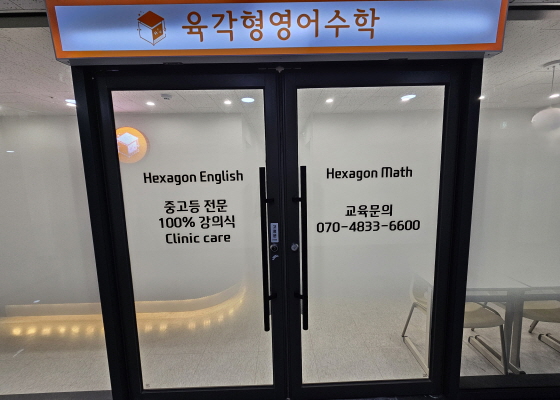 육각형영어수학
Hexagon English
중고등 전문
100% 강의식
Clinic care
Hexagon Math
교육문의
070-4833-6600